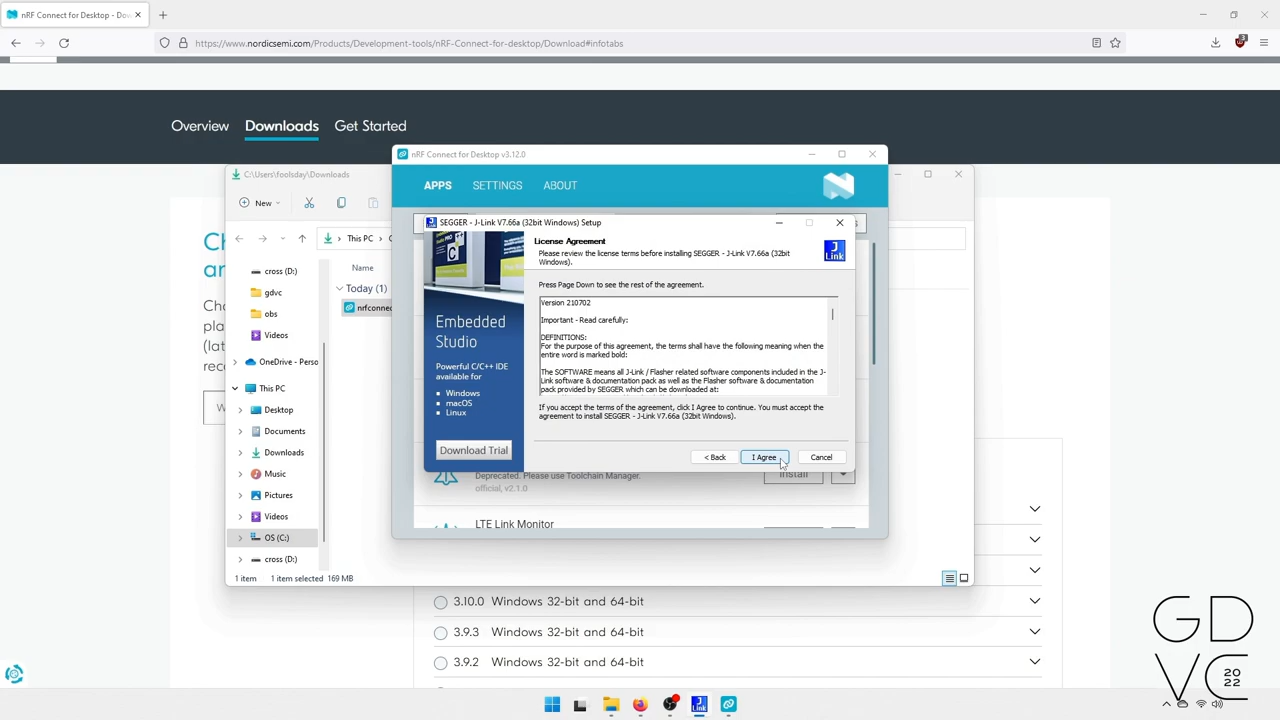 nRF Connect for Desktop - Dow
https://www.nordicsemi.com/Products/Development-tools/nRF-Connect-for-desktop/Download#infotabs
3
Overview Downloads Get Started
nRF Connect for Desktop v3.12.0
C:\Users\foolsday\Downloads
APPS SETTINGS ABOUT
New
SEGGER - J-Link V7.66a (32bit Windows) Setup
License Agreement
Please review the license terms before installing SEGGER - J-Link V7.66a (32bit
Windows).
J
Link
This PC
Name
cross (D:)
Press Page Down to see the rest of the agreement.
Today (1)
gdvc
Version 210702
nrfconnec
obs
Important - Read carefully:
Embedded
Studio
Videos
DEFINITIONS:
For the purpose of this agreement, the terms shall have the following meaning when the
entire word is marked bold:
OneDrive - Perso
Powerful C/C++ IDE
available for
The SOFTWARE means all J-Link / Flasher related software components included in the J-
Link software & documentation pack as well as the Flasher software & documentation
pack provided by SEGGER which can be downloaded at:
This PC
Windows
macOS
Linux
Desktop
If you accept the terms of the agreement, click I Agree to continue. You must accept the
agreement to install SEGGER - J-Link V7.66a (32bit Windows).
Documents
Downloads
Download Trial
< Back I Agree Cancel
Music
Deprecated. Please use Toolchain Manager.
Install
official, v2.1.0
Pictures
Videos
LTE Link Monitor
OS (C:)
cross (D:)
1 item 1 item selected 169 MB
3.10.0 Windows 32-bit and 64-bit
3.9.3 Windows 32-bit and 64-bit
3.9.2 Windows 32-bit and 64-bit
GD
VC
2022
J
Link